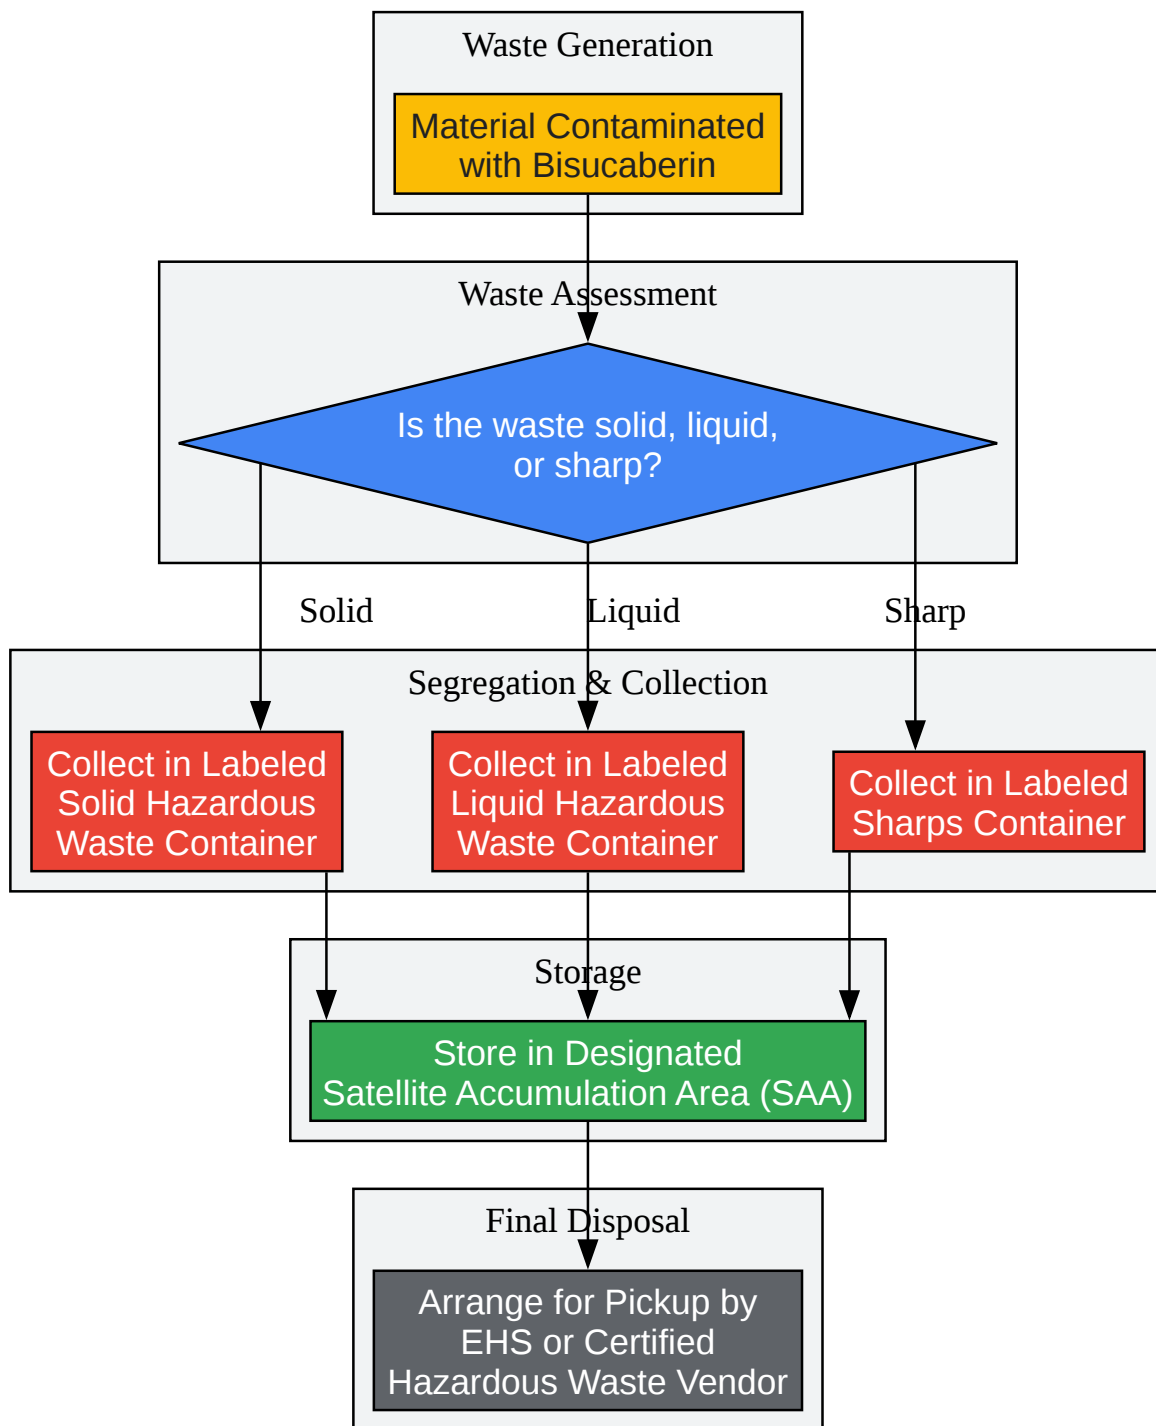 Waste Generation
Material Contaminated
with Bisucaberin
Waste Assessment
Is the waste solid, liquid,
or sharp?
Solid
Liquid
Sharp
Segregation & Collection
Collect in Labeled
Solid Hazardous
Waste Container
Collect in Labeled
Liquid Hazardous
Waste Container
Collect in Labeled
Sharps Container
Storage
Store in Designated
Satellite Accumulation Area (SAA)
Final Disposal
Arrange for Pickup by
EHS or Certified
Hazardous Waste Vendor